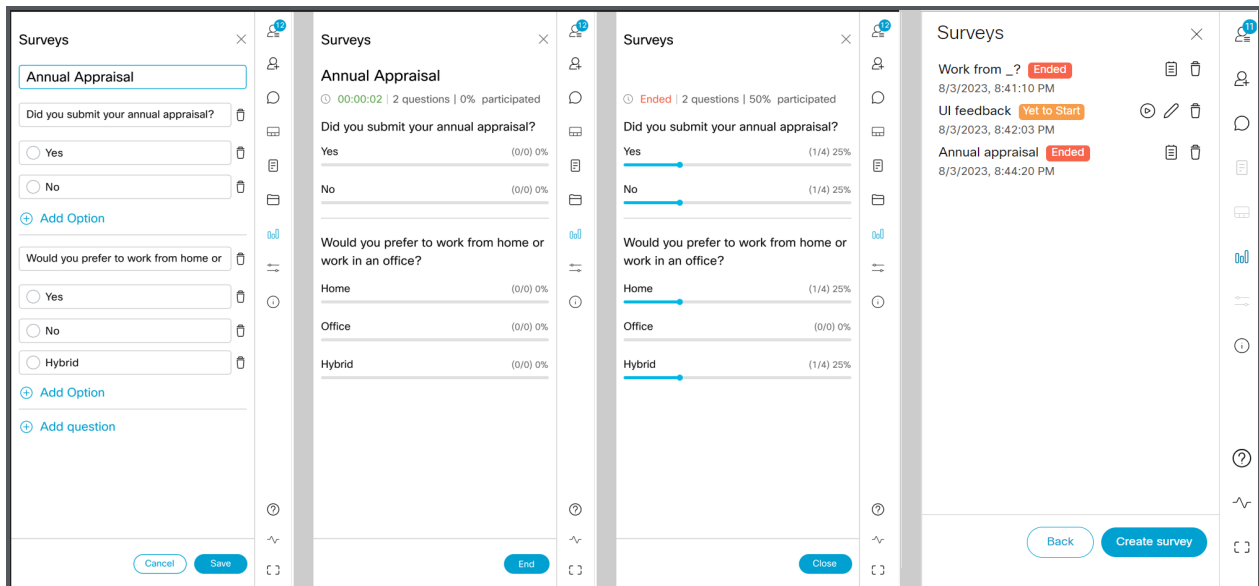 Surveys
12
Annual Appraisal
Did you submit your annual appraisal?
Yes
No
Add Option
Would you prefer to work from home or
Yes
No
Hybrid
Add Option
Add question
Cancel
Save
Surveys
12
Annual Appraisal
00:00:02 | 2 questions | 0% participated
Did you submit your annual appraisal?
Yes (0/0) 0%
No (0/0) 0%
Would you prefer to work from home or
work in an office?
Home (0/0) 0%
Office (0/0) 0%
Hybrid (0/0) 0%
End
Surveys
12
Ended | 2 questions | 50% participated
Did you submit your annual appraisal?
Yes (1/4) 25%
No (1/4) 25%
Would you prefer to work from home or
work in an office?
Home (1/4) 25%
Office (0/0) 0%
Hybrid (1/4) 25%
Close
Surveys
11
Work from _? Ended
8/3/2023, 8:41:10 PM
UI feedback Yet to Start
8/3/2023, 8:42:03 PM
Annual appraisal Ended
8/3/2023, 8:44:20 PM
Back
Create survey